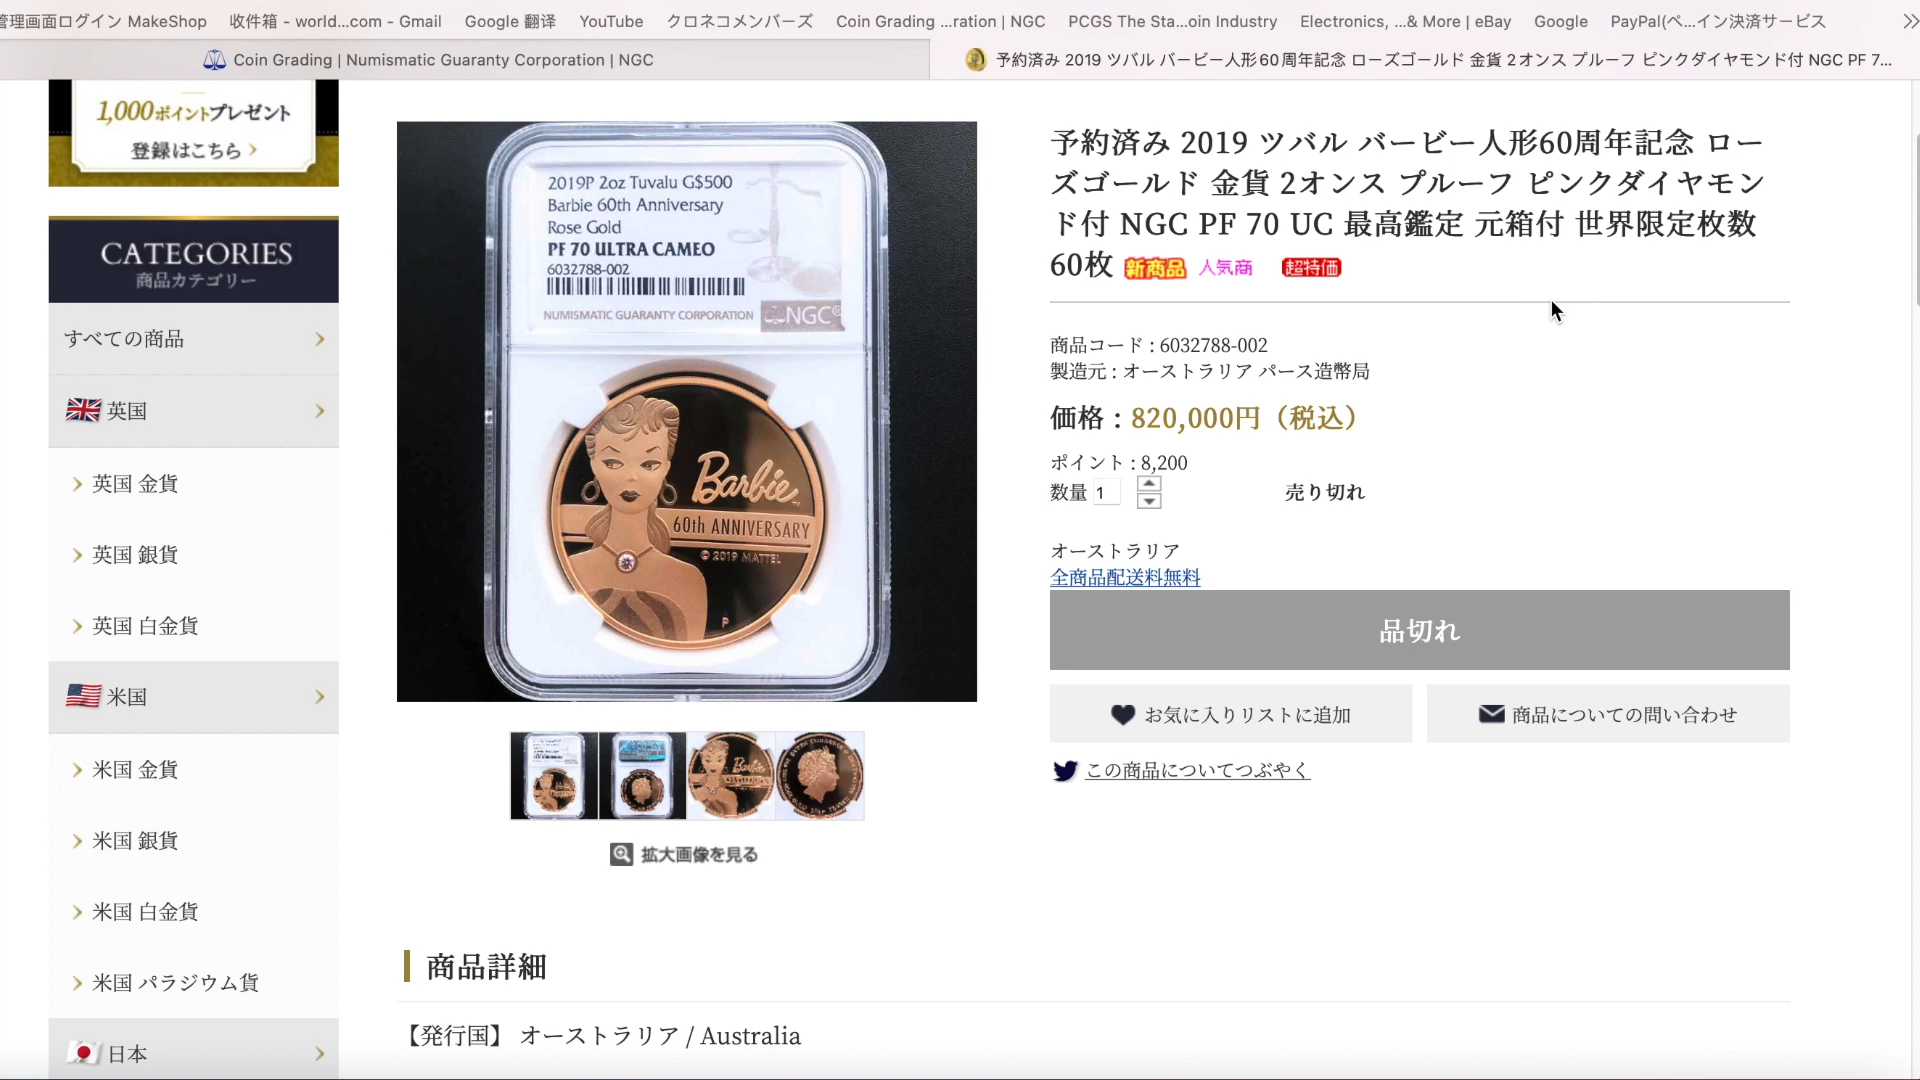 管理画面ログイン MakeShop
收件箱 - world...com - Gmail
Google 翻译
YouTube
クロネコメンバーズ
Coin Grading ...ration | NGC
PCGS The Sta...oin Industry
Electronics, ...& More | eBay
Google
PayPal(ペ...イン決済サービス
Coin Grading | Numismatic Guaranty Corporation | NGC
予約済み 2019 ツバル バービー人形60周年記念 ローズゴールド 金貨 2オンス プルーフ ピンクダイヤモンド付 NGC PF 7...
1,000ポイントプレゼント
登録はこちら
CATEGORIES
商品カテゴリー
すべての商品
英国
英国 金貨
英国 銀貨
英国 白金貨
米国
米国 金貨
米国 銀貨
米国 白金貨
米国 パラジウム貨
日本
2019P 2oz Tuvalu G$500
Barbie 60th Anniversary
Rose Gold
PF 70 ULTRA CAMEO
6032788-002
NUMISMATIC GUARANTY CORPORATION
NGC®
Barbie
60th ANNIVERSARY
© 2019 MATTEL
P
拡大画像を見る
予約済み 2019 ツバル バービー人形60周年記念 ロー
ズゴールド 金貨 2オンス プルーフ ピンクダイヤモン
ド付 NGC PF 70 UC 最高鑑定 元箱付 世界限定枚数
60枚 新商品 人気商 超特価
商品コード : 6032788-002
製造元 : オーストラリア パース造幣局
価格 : 820,000円（税込）
ポイント : 8,200
数量 1
売り切れ
オーストラリア
全商品配送料無料
品切れ
お気に入りリストに追加
商品についての問い合わせ
この商品についてつぶやく
商品詳細
【発行国】 オーストラリア / Australia